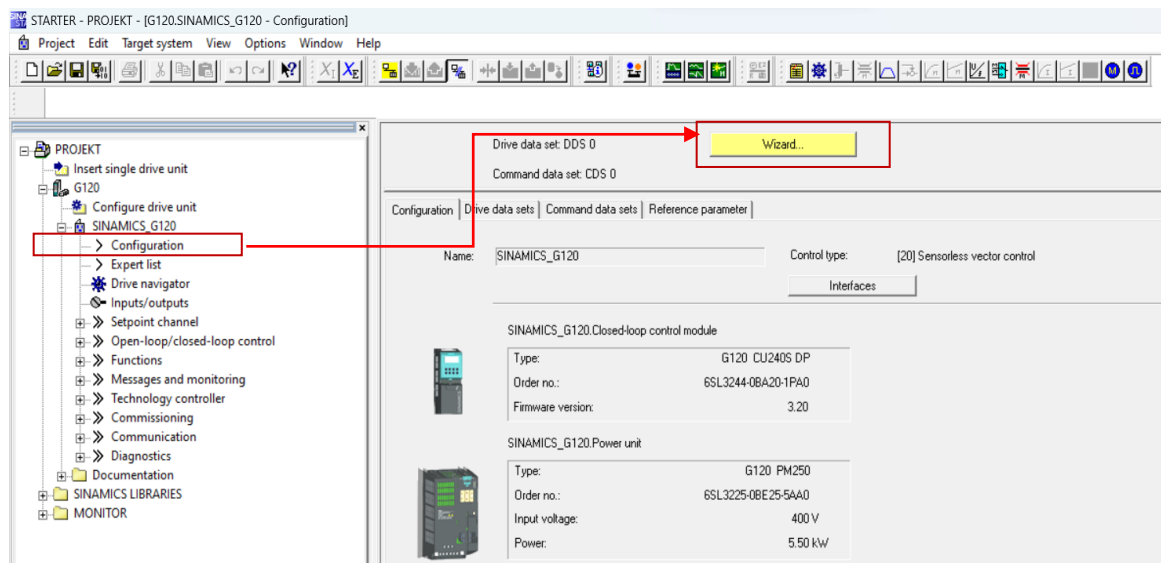 STARTER - PROJEKT - [G120.SINAMICS_G120 - Configuration]
Project Edit Target system View Options Window Help
PROJEKT
Insert single drive unit
G120
Configure drive unit
SINAMICS_G120
Configuration
Expert list
Drive navigator
Inputs/outputs
Setpoint channel
Open-loop/closed-loop control
Functions
Messages and monitoring
Technology controller
Commissioning
Communication
Diagnostics
Documentation
SINAMICS LIBRARIES
MONITOR
Drive data set: DDS 0
Wizard...
Command data set: CDS 0
Configuration Drive data sets Command data sets Reference parameter
Name: SINAMICS_G120 Control type: [20] Sensorless vector control
Interfaces
SINAMICS_G120.Closed-loop control module
Type: G120 CU240S DP
Order no.: 6SL3244-0BA20-1PA0
Firmware version: 3.20
SINAMICS_G120.Power unit
Type: G120 PM250
Order no.: 6SL3225-0BE25-5AA0
Input voltage: 400 V
Power: 5.50 kW